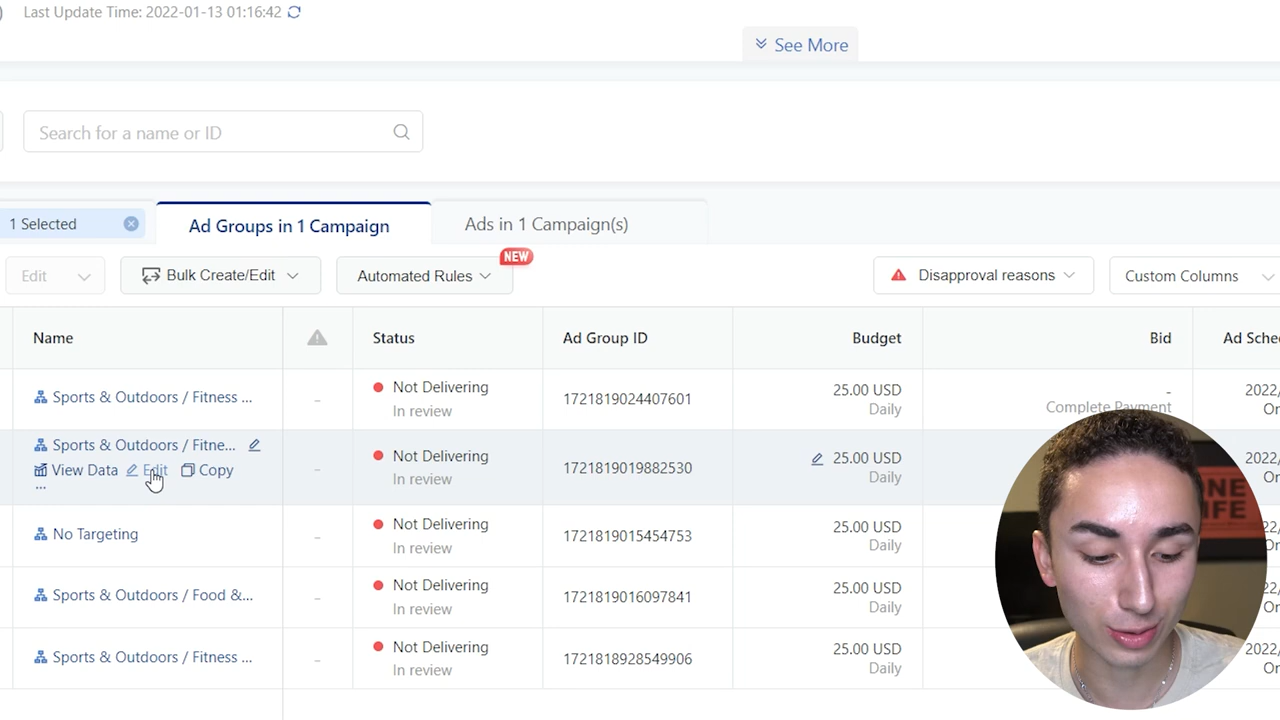 Last Update Time: 2022-01-13 01:16:42
See More
Search for a name or ID
1 Selected
Ad Groups in 1 Campaign
Ads in 1 Campaign(s)
Edit
Bulk Create/Edit
Automated Rules
NEW
Disapproval reasons
Custom Columns
Name
Status
Ad Group ID
Budget
Bid
Ad Sche
Sports & Outdoors / Fitness ...
Not Delivering
In review
1721819024407601
25.00 USD
Daily
-
Complete Payment
2022/
Sports & Outdoors / Fitne...
View Data
Edit
Copy
...
Not Delivering
In review
1721819019882530
25.00 USD
Daily
2022/
No Targeting
Not Delivering
In review
1721819015454753
25.00 USD
Daily
Sports & Outdoors / Food &...
Not Delivering
In review
1721819016097841
25.00 USD
Daily
Sports & Outdoors / Fitness ...
Not Delivering
In review
1721818928549906
25.00 USD
Daily
2022/